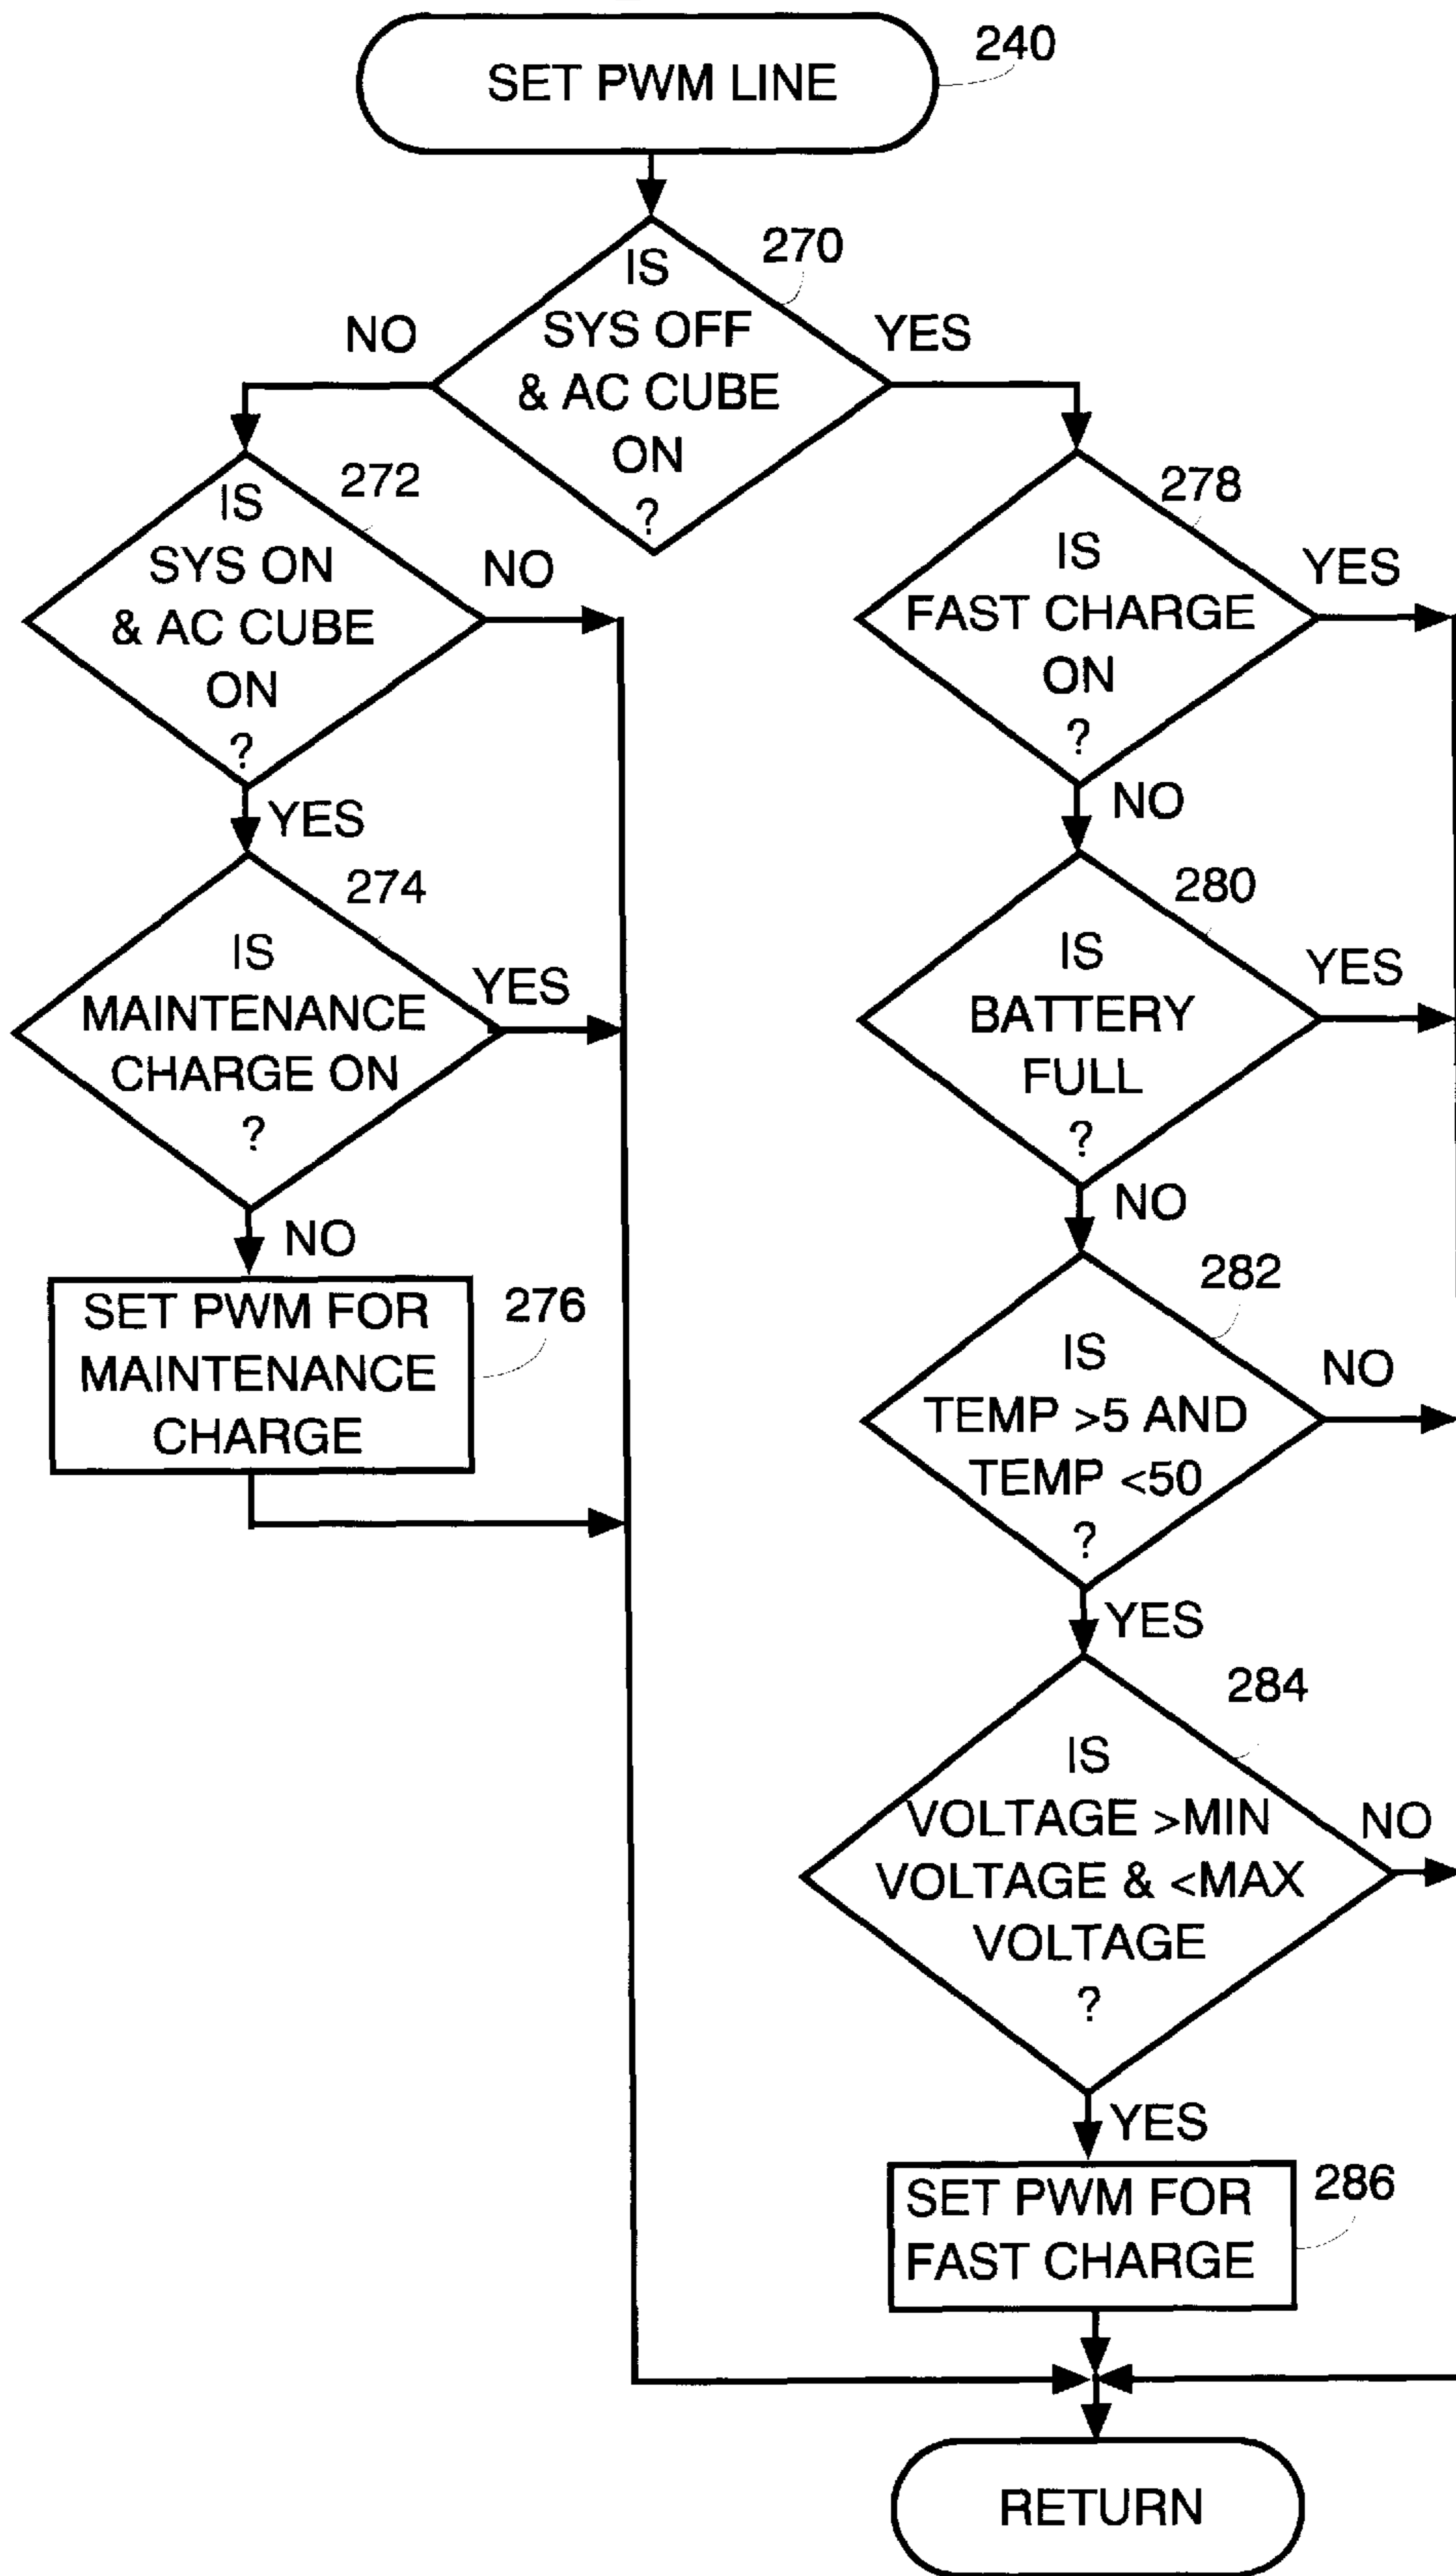 SET PWM LINE
240
IS
SYS OFF
& AC CUBE
ON
?
270
NO
YES
IS
SYS ON
& AC CUBE
ON
?
272
NO
YES
IS
MAINTENANCE
CHARGE ON
?
274
YES
NO
SET PWM FOR
MAINTENANCE
CHARGE
276
IS
FAST CHARGE
ON
?
278
YES
NO
IS
BATTERY
FULL
?
280
YES
NO
IS
TEMP >5 AND
TEMP <50
?
282
NO
YES
IS
VOLTAGE >MIN
VOLTAGE & <MAX
VOLTAGE
?
284
NO
YES
SET PWM FOR
FAST CHARGE
286
RETURN